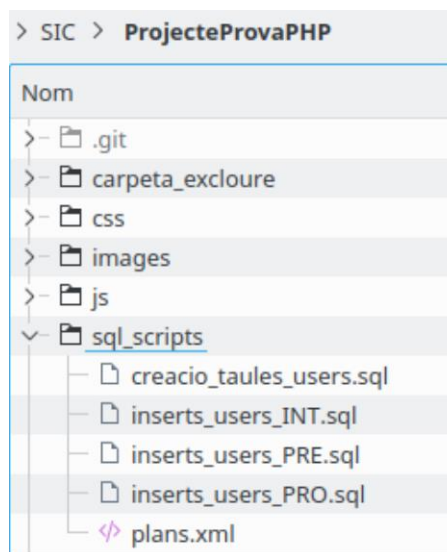 > SIC > ProjecteProvaPHP
Nom
.git
carpeta_excloure
css
images
js
sql_scripts
creacio_taules_users.sql
inserts_users_INT.sql
inserts_users_PRE.sql
inserts_users_PRO.sql
plans.xml